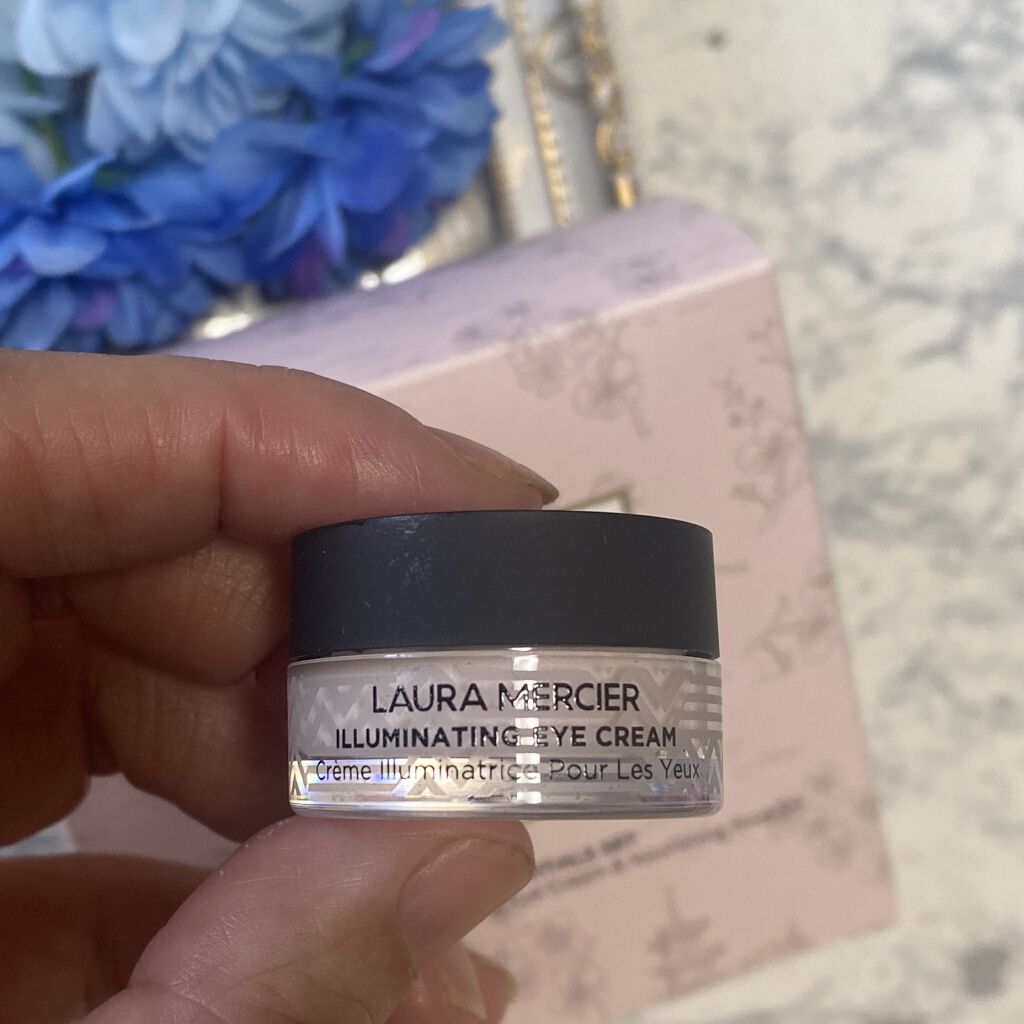 LAURA MERCIER
ILLUMINATING EYE CREAM
Crème Illuminatrice Pour Les Yeux